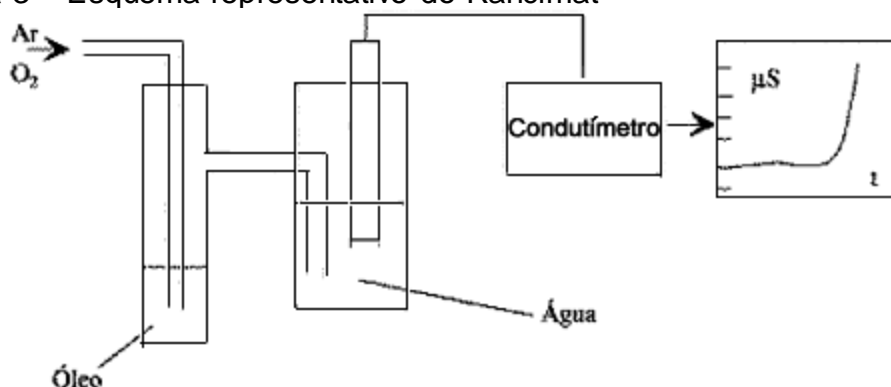 Esquema representativo do Rancimat
Ar
O₂
µS
Condutímetro
t
Água
Óleo